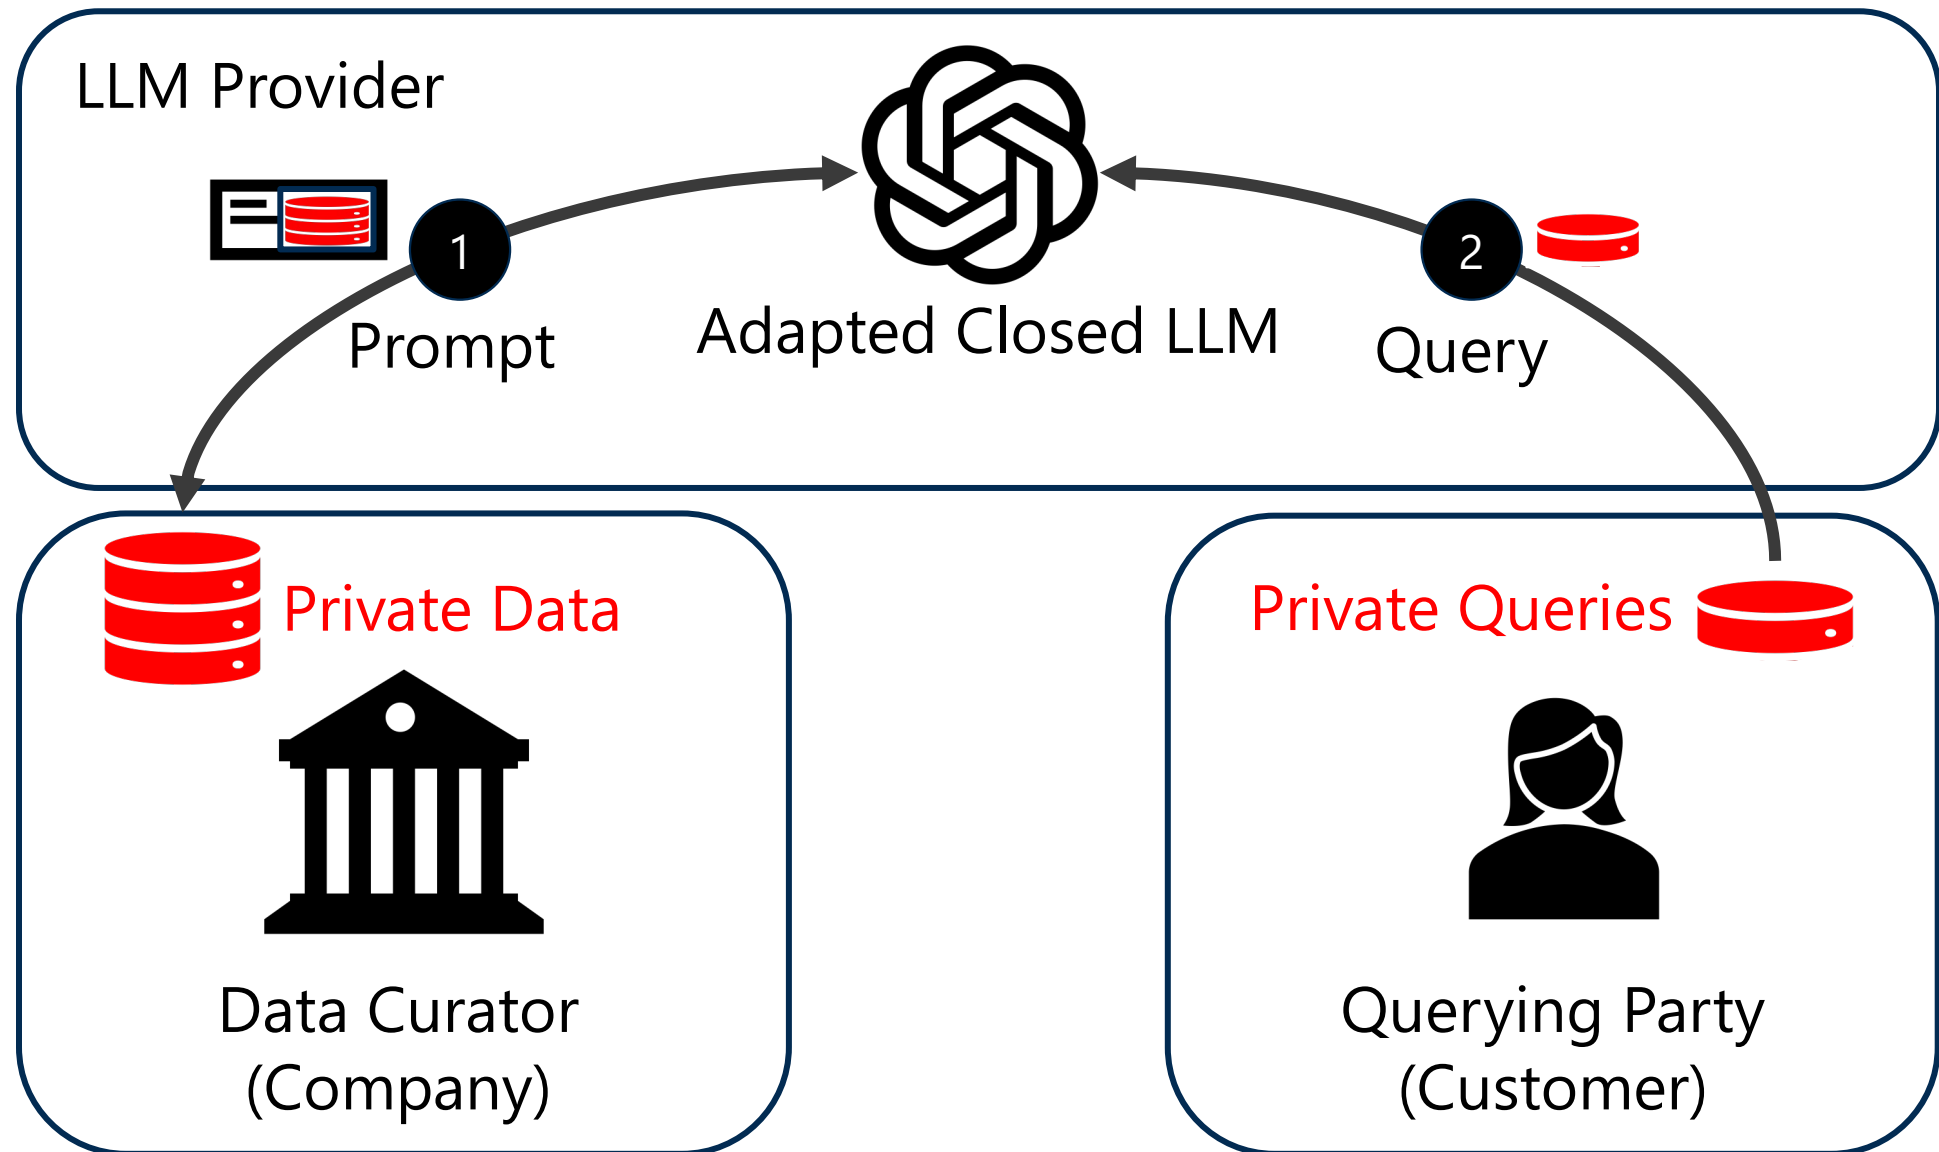 LLM Provider
1
Prompt
Adapted Closed LLM
2
Query
Private Data
Data Curator
(Company)
Private Queries
Querying Party
(Customer)